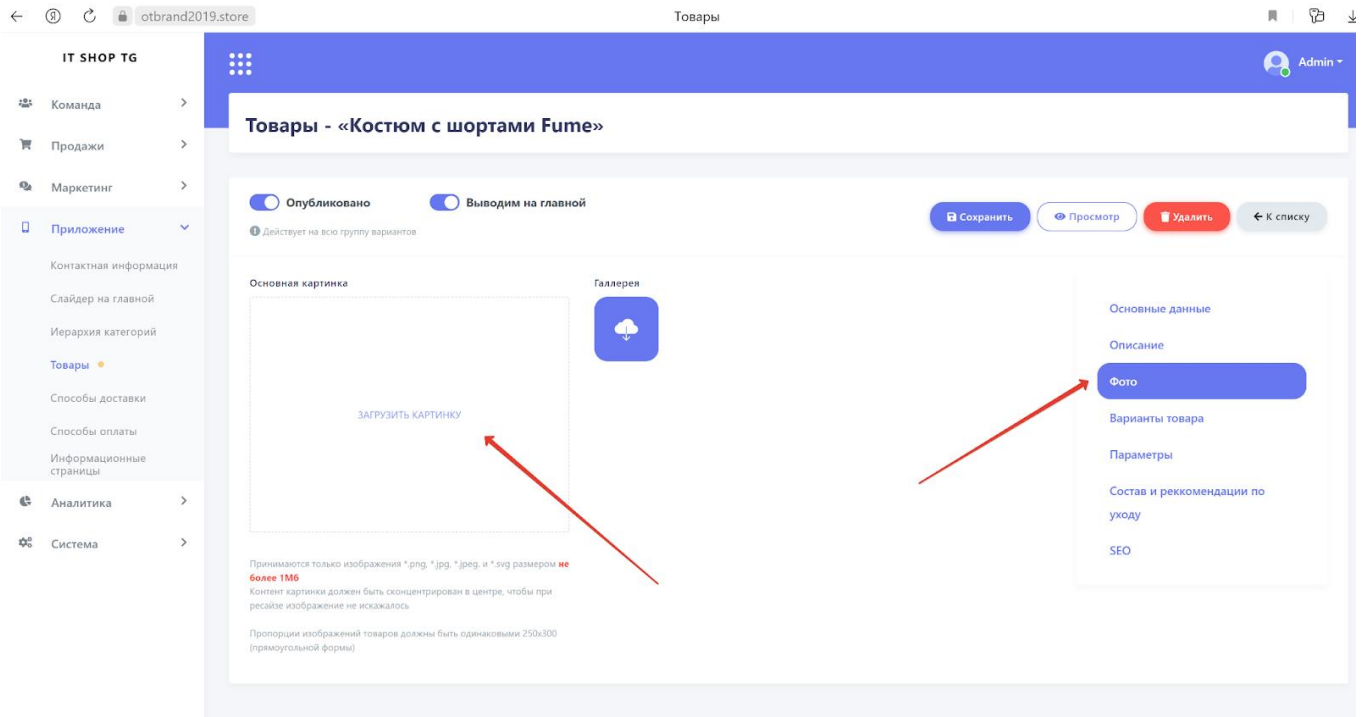 otbrand2019.store
Товары
IT SHOP TG
Admin
Команда
Продажи
Маркетинг
Приложение
Контактная информация
Слайдер на главной
Иерархия категорий
Товары
Способы доставки
Способы оплаты
Информационные
страницы
Аналитика
Система
Товары - «Костюм с шортами Fume»
Опубликовано
Выводим на главной
Действует на всю группу вариантов
Сохранить
Просмотр
Удалить
К списку
Основная картинка
Галлерея
ЗАГРУЗИТЬ КАРТИНКУ
Принимаются только изображения *.png, *.jpg, *.jpeg, и *.svg размером не
более 1Мб
Контент картинки должен быть сконцентрирован в центре, чтобы при
ресайзе изображение не искажалось
Пропорции изображений товаров должны быть одинаковыми 250x300
(прямоугольной формы)
Основные данные
Описание
Фото
Варианты товара
Параметры
Состав и реккомендации по
уходу
SEO